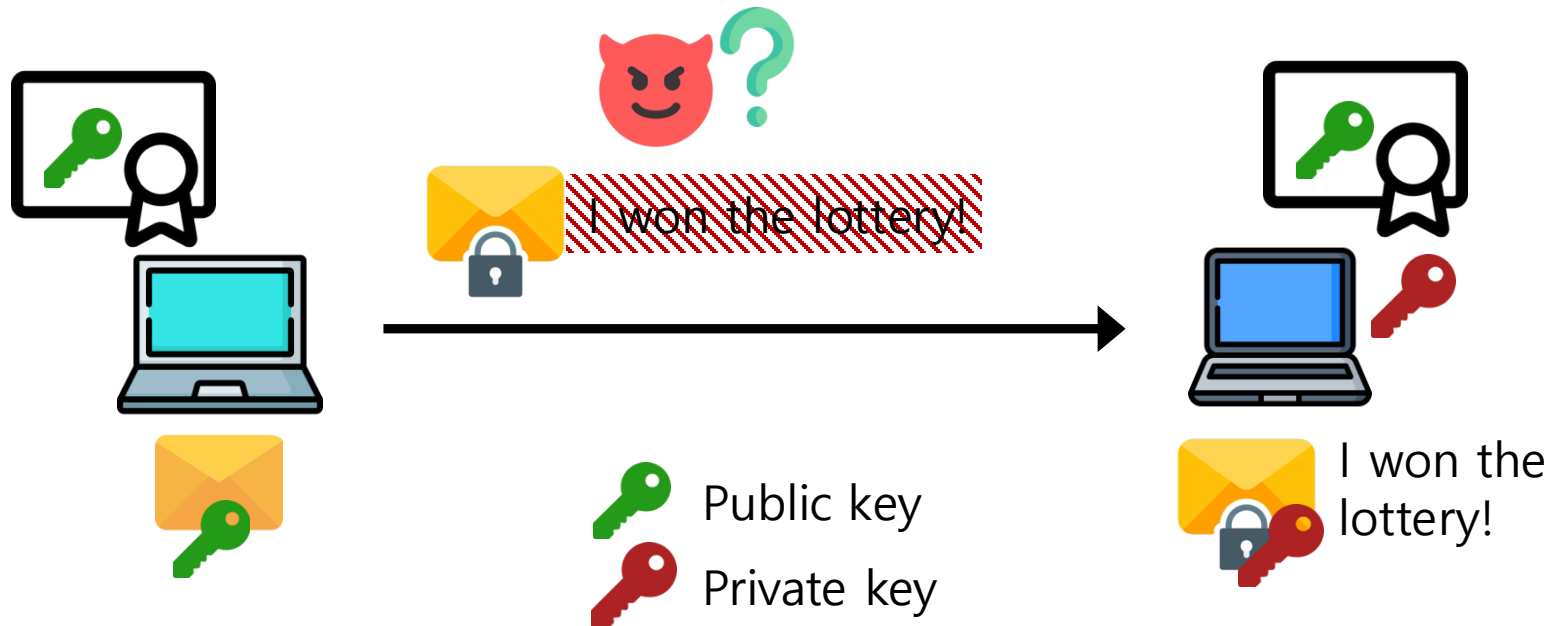 I won the lottery!
I won the
lottery!
Public key
Private key